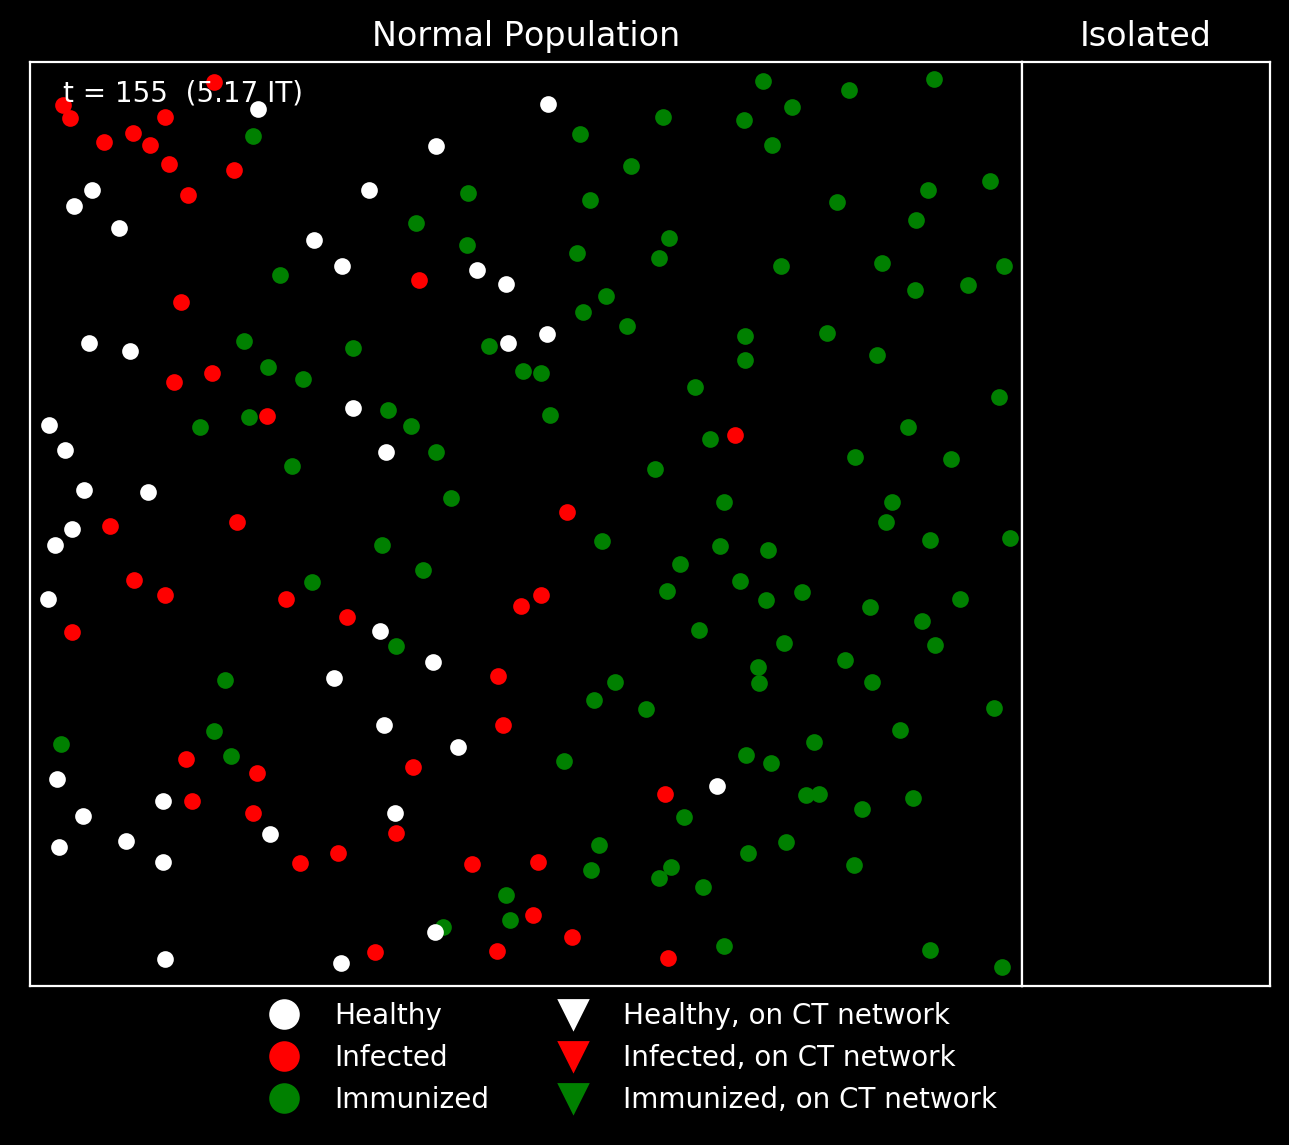 Normal Population
Isolated
t = 155  (5.17 IT)
Healthy
Infected
Immunized
Healthy, on CT network
Infected, on CT network
Immunized, on CT network